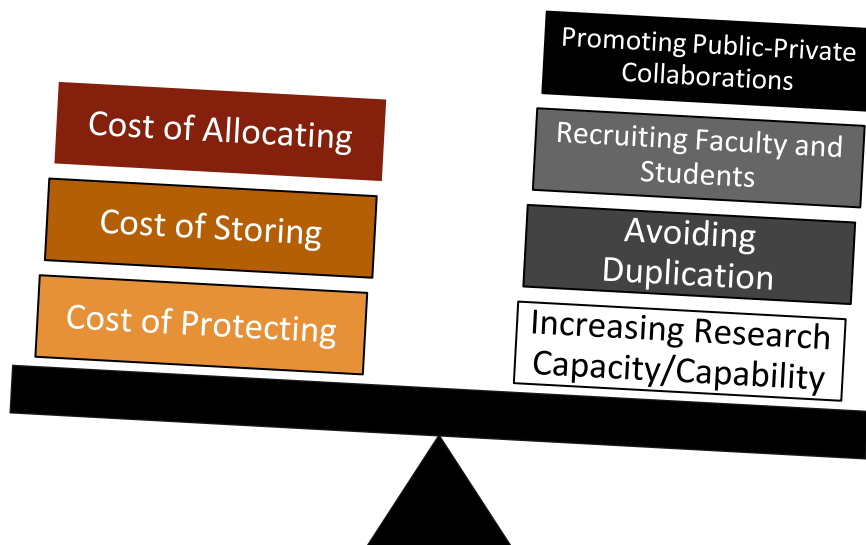 Cost of Allocating
Cost of Storing
Cost of Protecting
Promoting Public-Private
Collaborations
Recruiting Faculty and
Students
Avoiding
Duplication
Increasing Research
Capacity/Capability